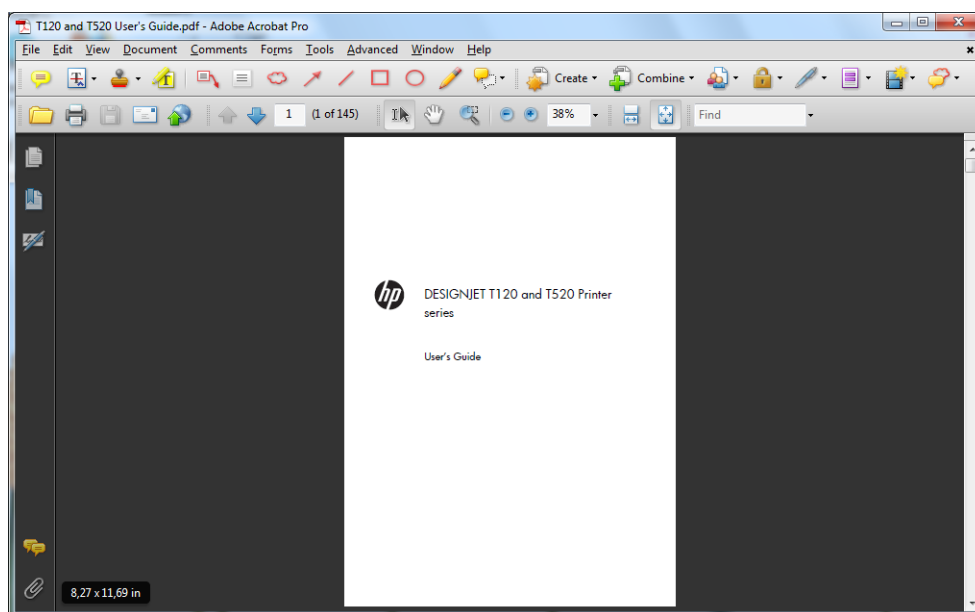 T120 and T520 User's Guide.pdf - Adobe Acrobat Pro
File Edit View Document Comments Forms Tools Advanced Window Help
Create Combine
1 (1 of 145) 38% Find
hp
DESIGNJET T120 and T520 Printer
series
User's Guide
8,27 x 11,69 in